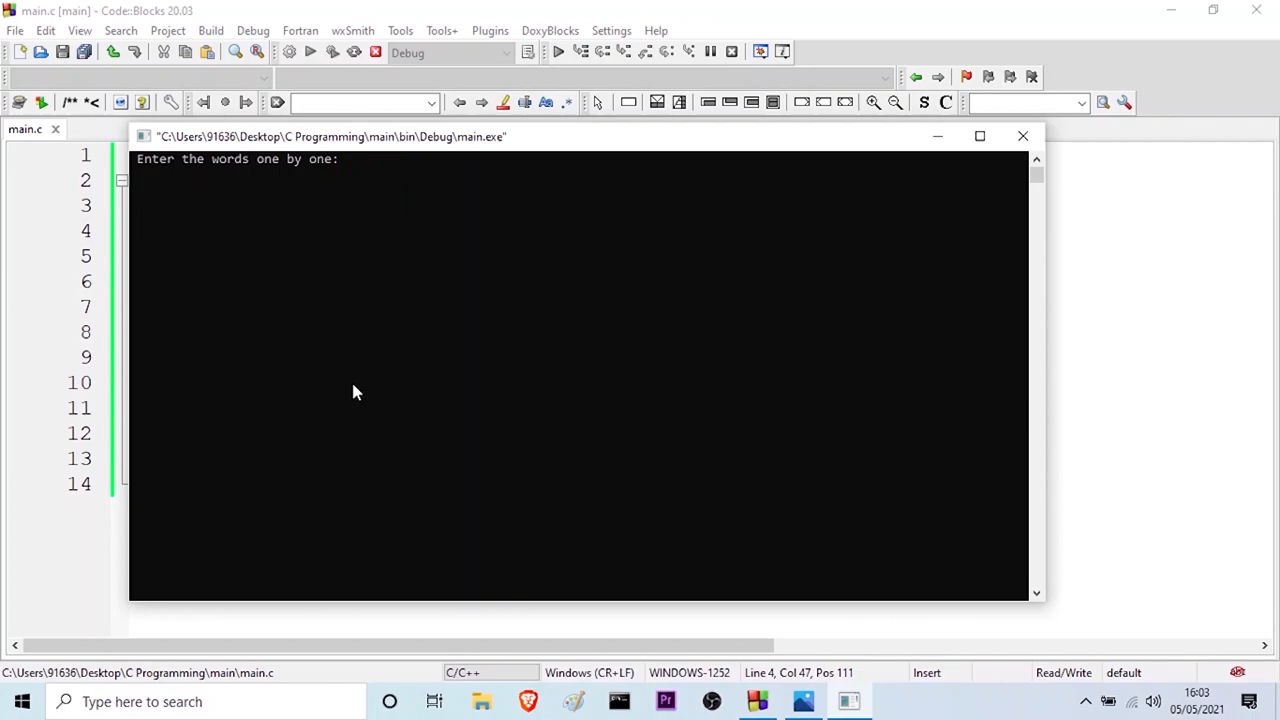 main.c [main] - Code::Blocks 20.03
File Edit View Search Project Build Debug Fortran wxSmith Tools Tools+ Plugins DoxyBlocks Settings Help
Debug
/** *<
S C
main.c
"C:\Users\91636\Desktop\C Programming\main\bin\Debug\main.exe"
Enter the words one by one:
1
2
3
4
5
6
7
8
9
10
11
12
13
14
C:\Users\91636\Desktop\C Programming\main\main.c C/C++ Windows (CR+LF) WINDOWS-1252 Line 4, Col 47, Pos 111 Insert Read/Write default
Type here to search
Pr
16:03
05/05/2021